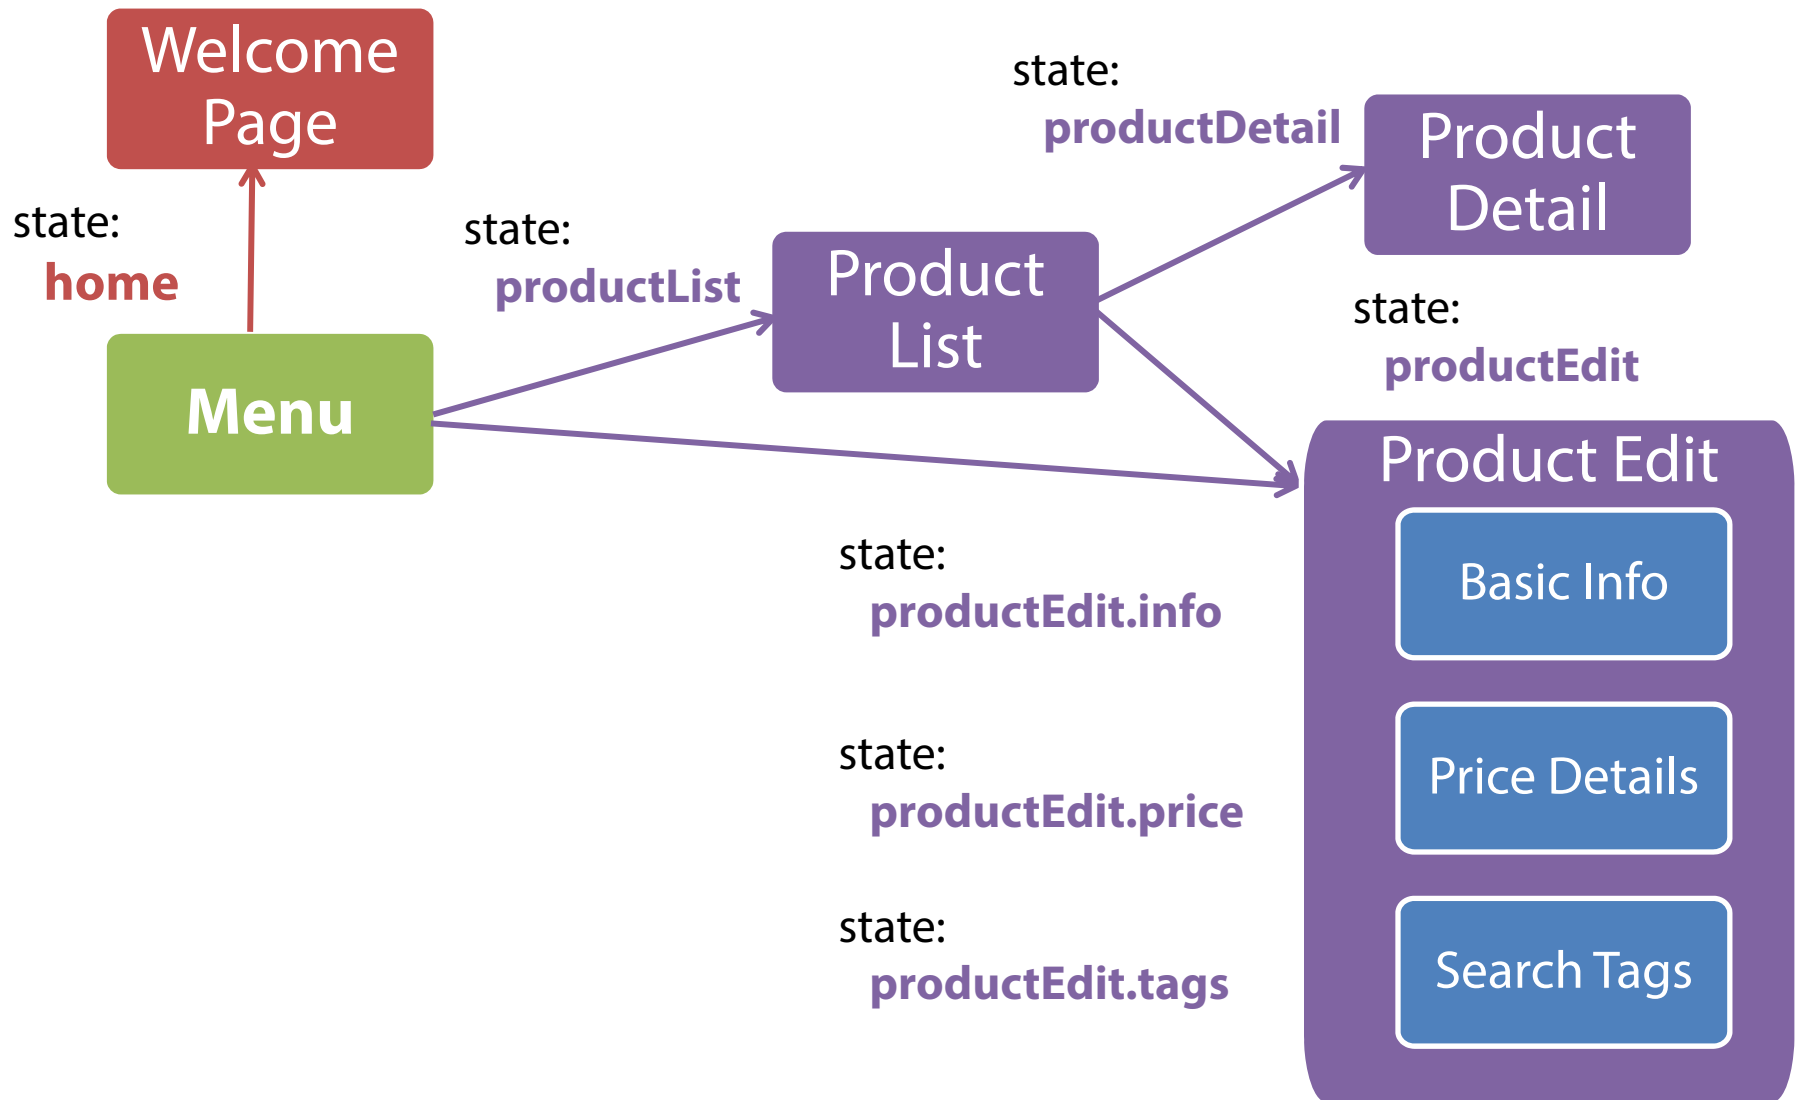 Welcome
Page
state:
home
Menu
state:
productList
Product
List
state:
productDetail
Product
Detail
state:
productEdit
Product Edit
state:
productEdit.info
Basic Info
state:
productEdit.price
Price Details
state:
productEdit.tags
Search Tags